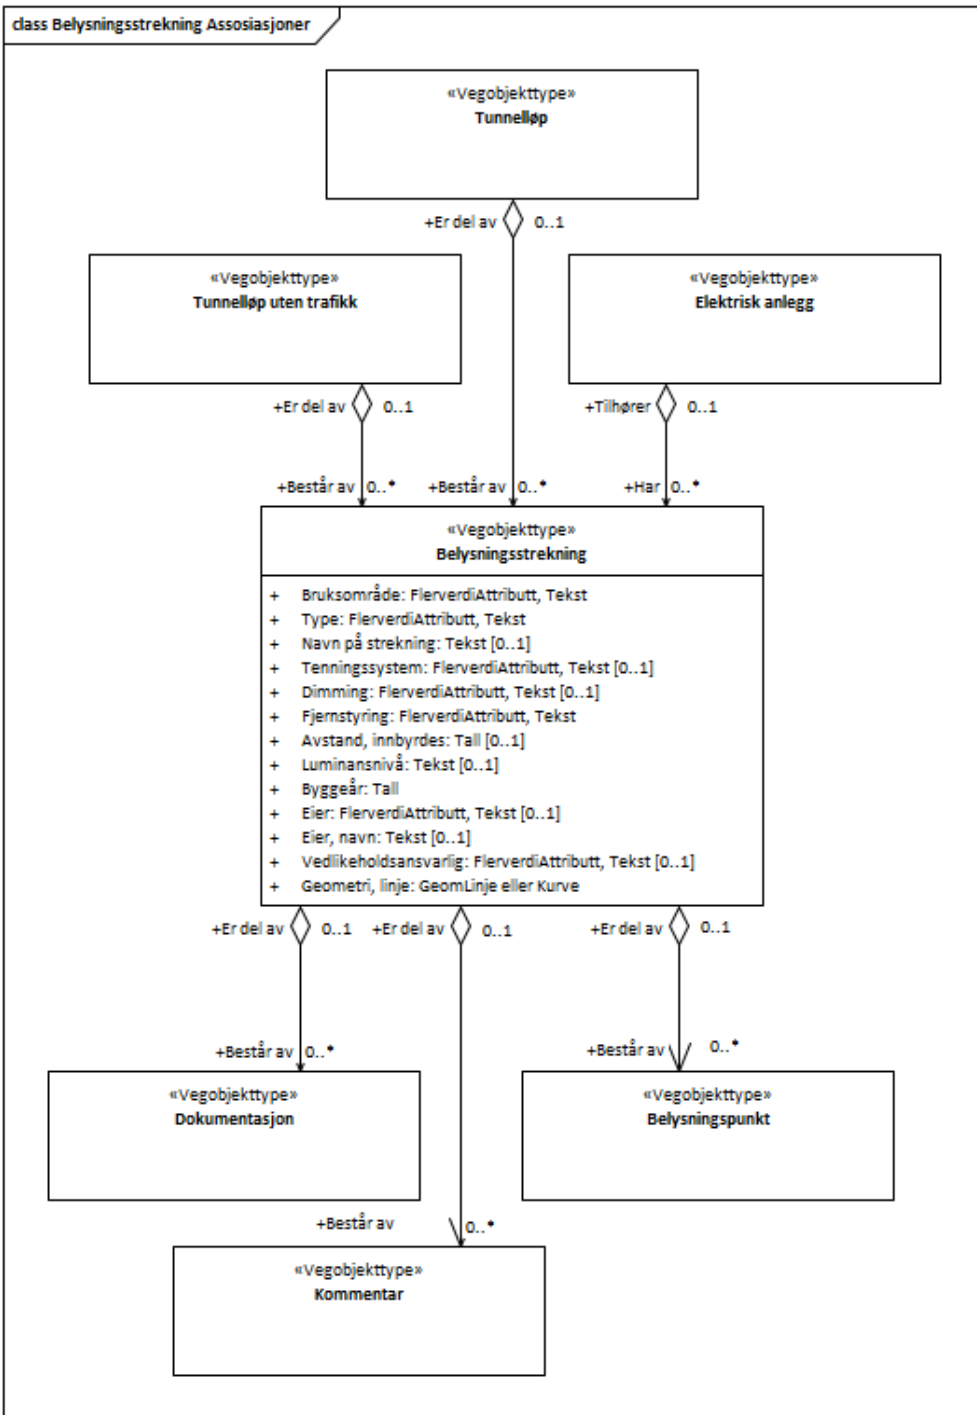 class Belysningsstrekning Assosiasjoner
«Vegobjekttype»
Tunnelløp
+Er del av 0..1
«Vegobjekttype»
Tunnelløp uten trafikk
«Vegobjekttype»
Elektrisk anlegg
+Er del av 0..1
+Tilhører 0..1
+Består av 0..*
+Består av 0..*
+Har 0..*
«Vegobjekttype»
Belysningsstrekning
+ Bruksområde: FlerverdiAttributt, Tekst
+ Type: FlerverdiAttributt, Tekst
+ Navn på strekning: Tekst [0..1]
+ Tenningssystem: FlerverdiAttributt, Tekst [0..1]
+ Dimming: FlerverdiAttributt, Tekst [0..1]
+ Fjernstyring: FlerverdiAttributt, Tekst
+ Avstand, innbyrdes: Tall [0..1]
+ Luminansnivå: Tekst [0..1]
+ Byggeår: Tall
+ Eier: FlerverdiAttributt, Tekst [0..1]
+ Eier, navn: Tekst [0..1]
+ Vedlikeholdsansvarlig: FlerverdiAttributt, Tekst [0..1]
+ Geometri, linje: GeomLinje eller Kurve
+Er del av 0..1
+Er del av 0..1
+Er del av 0..1
+Består av 0..*
+Består av 0..*
«Vegobjekttype»
Dokumentasjon
«Vegobjekttype»
Belysningspunkt
+Består av 0..*
«Vegobjekttype»
Kommentar